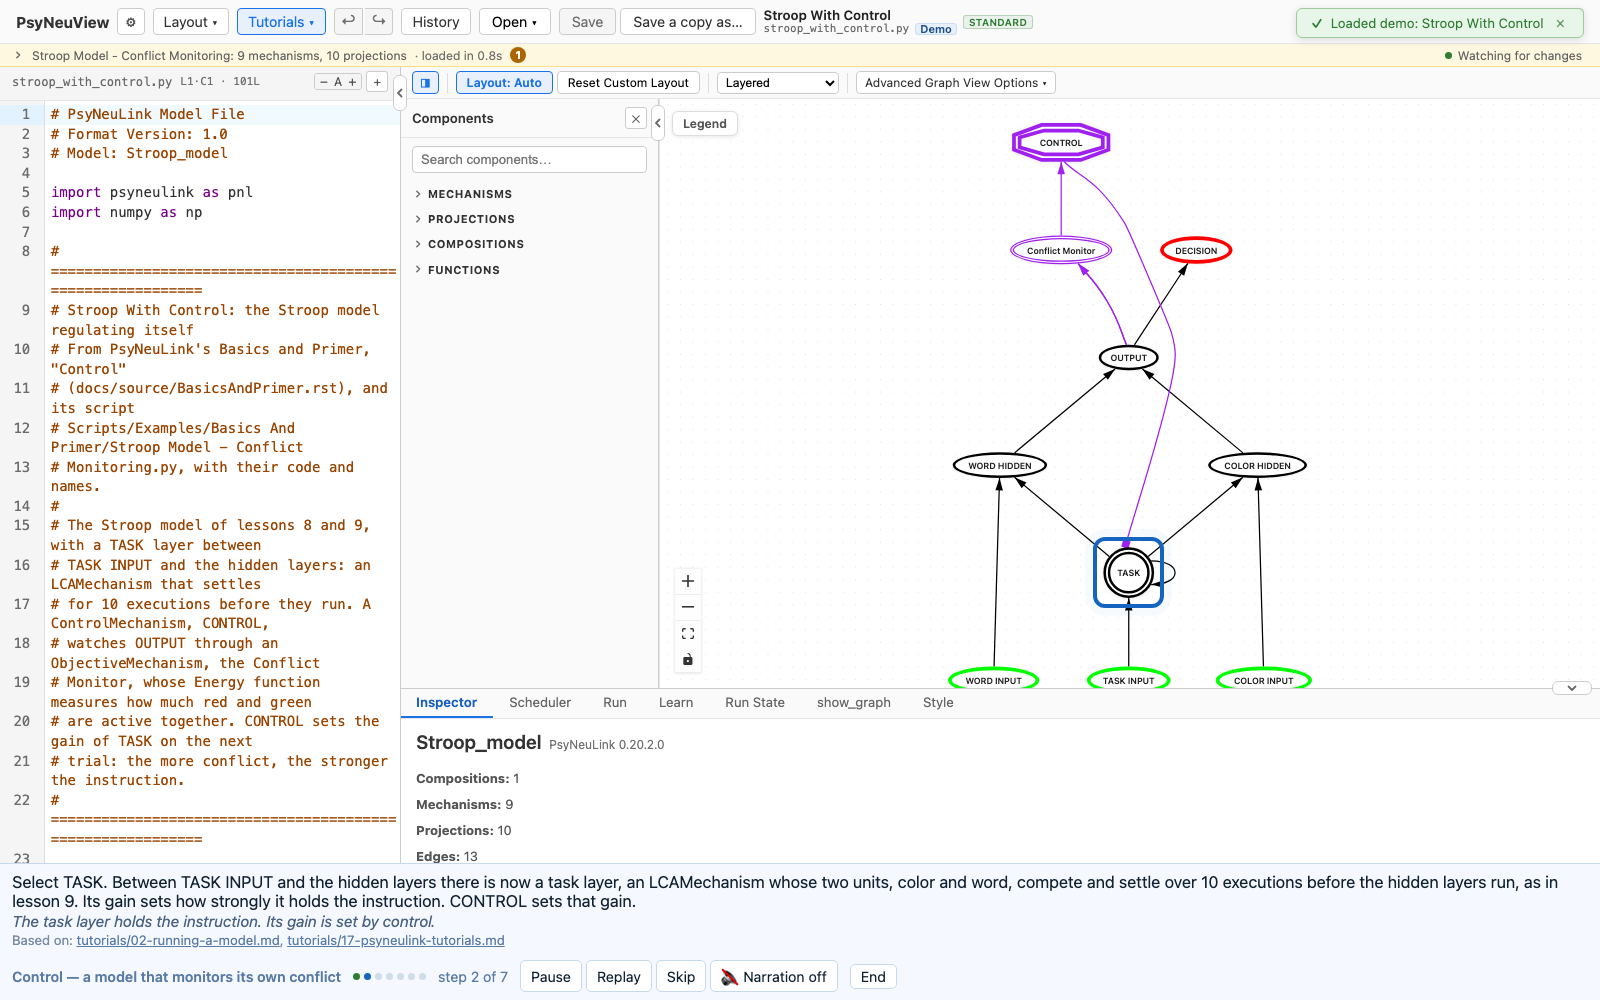 PsyNeuView
Layout
Tutorials
History
Open
Save
Save a copy as...
Stroop With Control
stroop_with_control.py
Demo
STANDARD
Loaded demo: Stroop With Control
Stroop Model - Conflict Monitoring: 9 mechanisms, 10 projections · loaded in 0.8s
1
Watching for changes
stroop_with_control.py L1:C1 · 101L
− A +
+
Layout: Auto
Reset Custom Layout
Layered
Advanced Graph View Options
1 # PsyNeuLink Model File
2 # Format Version: 1.0
3 # Model: Stroop_model
4
5 import psyneulink as pnl
6 import numpy as np
7
8 #
=========================================
==================
9 # Stroop With Control: the Stroop model
regulating itself
10 # From PsyNeuLink's Basics and Primer,
"Control"
11 # (docs/source/BasicsAndPrimer.rst), and
its script
12 # Scripts/Examples/Basics And
Primer/Stroop Model – Conflict
13 # Monitoring.py, with their code and
names.
14 #
15 # The Stroop model of lessons 8 and 9,
with a TASK layer between
16 # TASK INPUT and the hidden layers: an
LCAMechanism that settles
17 # for 10 executions before they run. A
ControlMechanism, CONTROL,
18 # watches OUTPUT through an
ObjectiveMechanism, the Conflict
19 # Monitor, whose Energy function
measures how much red and green
20 # are active together. CONTROL sets the
gain of TASK on the next
21 # trial: the more conflict, the stronger
the instruction.
22 #
=========================================
==================
23
Components
Search components…
MECHANISMS
PROJECTIONS
COMPOSITIONS
FUNCTIONS
Legend
CONTROL
Conflict Monitor
DECISION
OUTPUT
WORD HIDDEN
COLOR HIDDEN
TASK
WORD INPUT
TASK INPUT
COLOR INPUT
Inspector
Scheduler
Run
Learn
Run State
show_graph
Style
Stroop_model PsyNeuLink 0.20.2.0
Compositions: 1
Mechanisms: 9
Projections: 10
Edges: 13
Select TASK. Between TASK INPUT and the hidden layers there is now a task layer, an LCAMechanism whose two units, color and word, compete and settle over 10 executions before the hidden layers run, as in
lesson 9. Its gain sets how strongly it holds the instruction. CONTROL sets that gain.
The task layer holds the instruction. Its gain is set by control.
Based on: tutorials/02-running-a-model.md, tutorials/17-psyneulink-tutorials.md
Control — a model that monitors its own conflict
step 2 of 7
Pause
Replay
Skip
Narration off
End